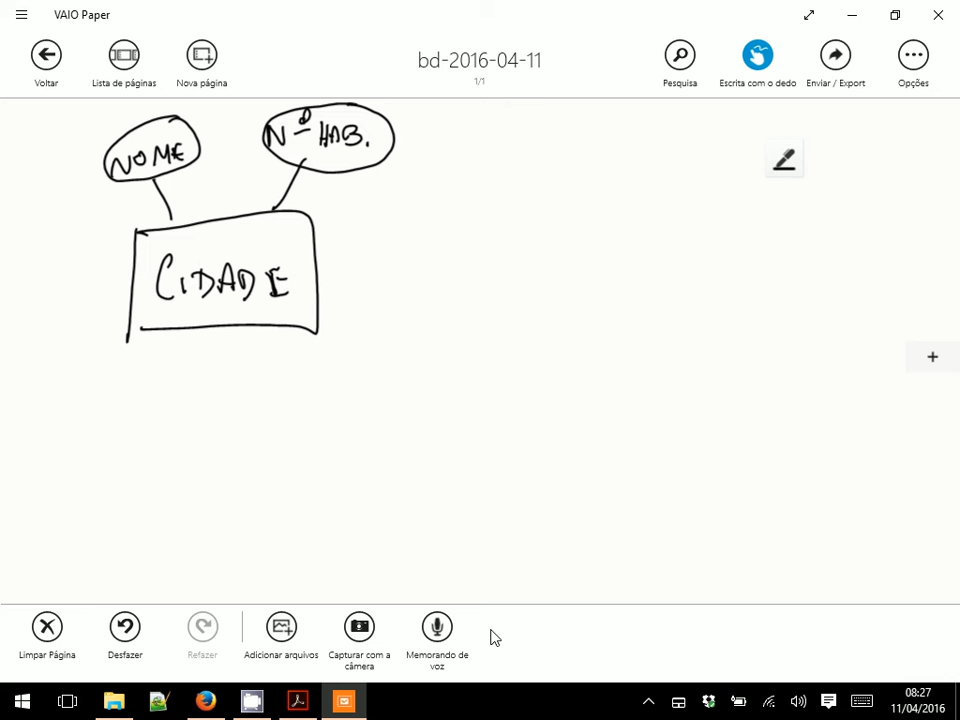 VAIO Paper
Voltar
Lista de páginas
Nova página
bd-2016-04-11
1/1
Pesquisa
Escrita com o dedo
Enviar / Export
Opções
NOME
Nº HAB.
CIDADE
Limpar Página
Desfazer
Refazer
Adicionar arquivos
Capturar com a
câmera
Memorando de
voz
08:27
11/04/2016